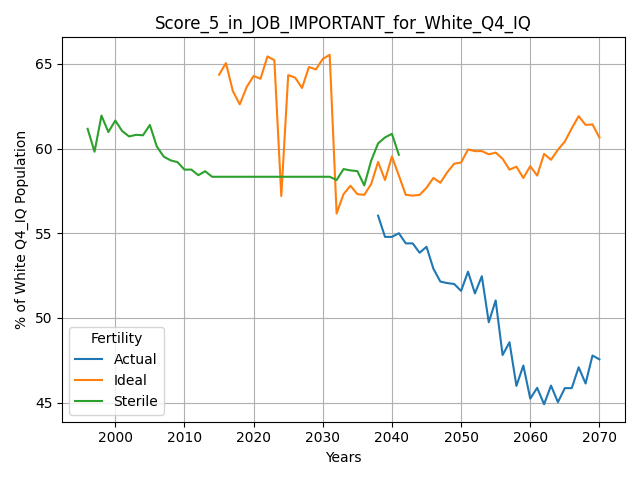 Score_5_in_JOB_IMPORTANT_for_White_Q4_IQ
% of White Q4_IQ Population
65
60
55
50
45
Fertility
Actual
Ideal
Sterile
2000 2010 2020 2030 2040 2050 2060 2070
Years